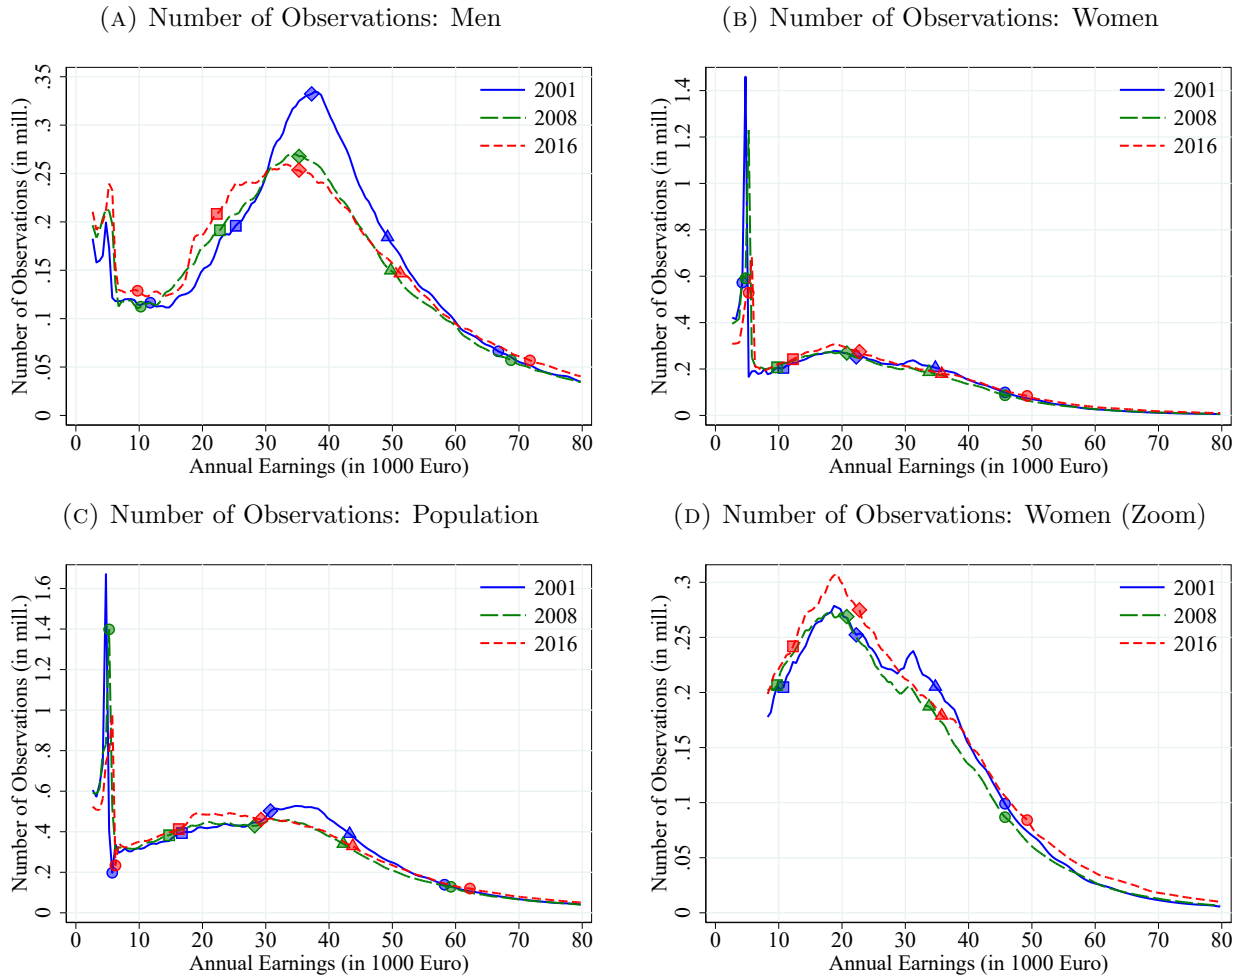 (A) Number of Observations: Men
Number of Observations (in mill.)
.35
.3
.25
.2
.15
.1
.05
0
2001
2008
2016
0 10 20 30 40 50 60 70 80
Annual Earnings (in 1000 Euro)
(B) Number of Observations: Women
Number of Observations (in mill.)
1.4
1.2
1
.8
.6
.4
.2
0
2001
2008
2016
0 10 20 30 40 50 60 70 80
Annual Earnings (in 1000 Euro)
(C) Number of Observations: Population
Number of Observations (in mill.)
1.6
1.4
1.2
1
.8
.6
.4
.2
0
2001
2008
2016
0 10 20 30 40 50 60 70 80
Annual Earnings (in 1000 Euro)
(D) Number of Observations: Women (Zoom)
Number of Observations (in mill.)
.3
.25
.2
.15
.1
.05
0
2001
2008
2016
0 10 20 30 40 50 60 70 80
Annual Earnings (in 1000 Euro)